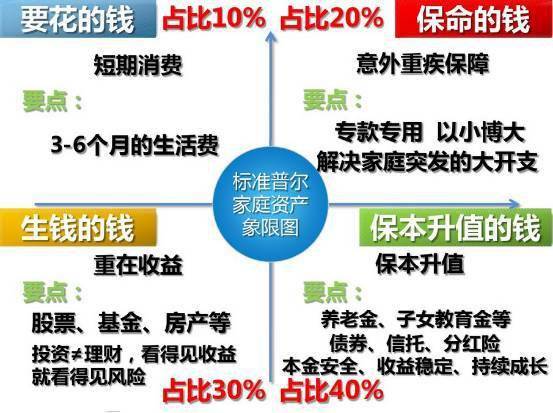 要花的钱
占比10%
短期消费
要点：
3-6个月的生活费
占比20%
保命的钱
意外重疾保障
要点：
专款专用 以小博大
解决家庭突发的大开支
标准普尔
家庭资产
象限图
生钱的钱
重在收益
要点：
股票、基金、房产等
投资≠理财，看得见收益
就看得见风险
占比30%
保本升值的钱
保本升值
要点：
养老金、子女教育金等
债券、信托、分红险
本金安全、收益稳定、持续成长
占比40%